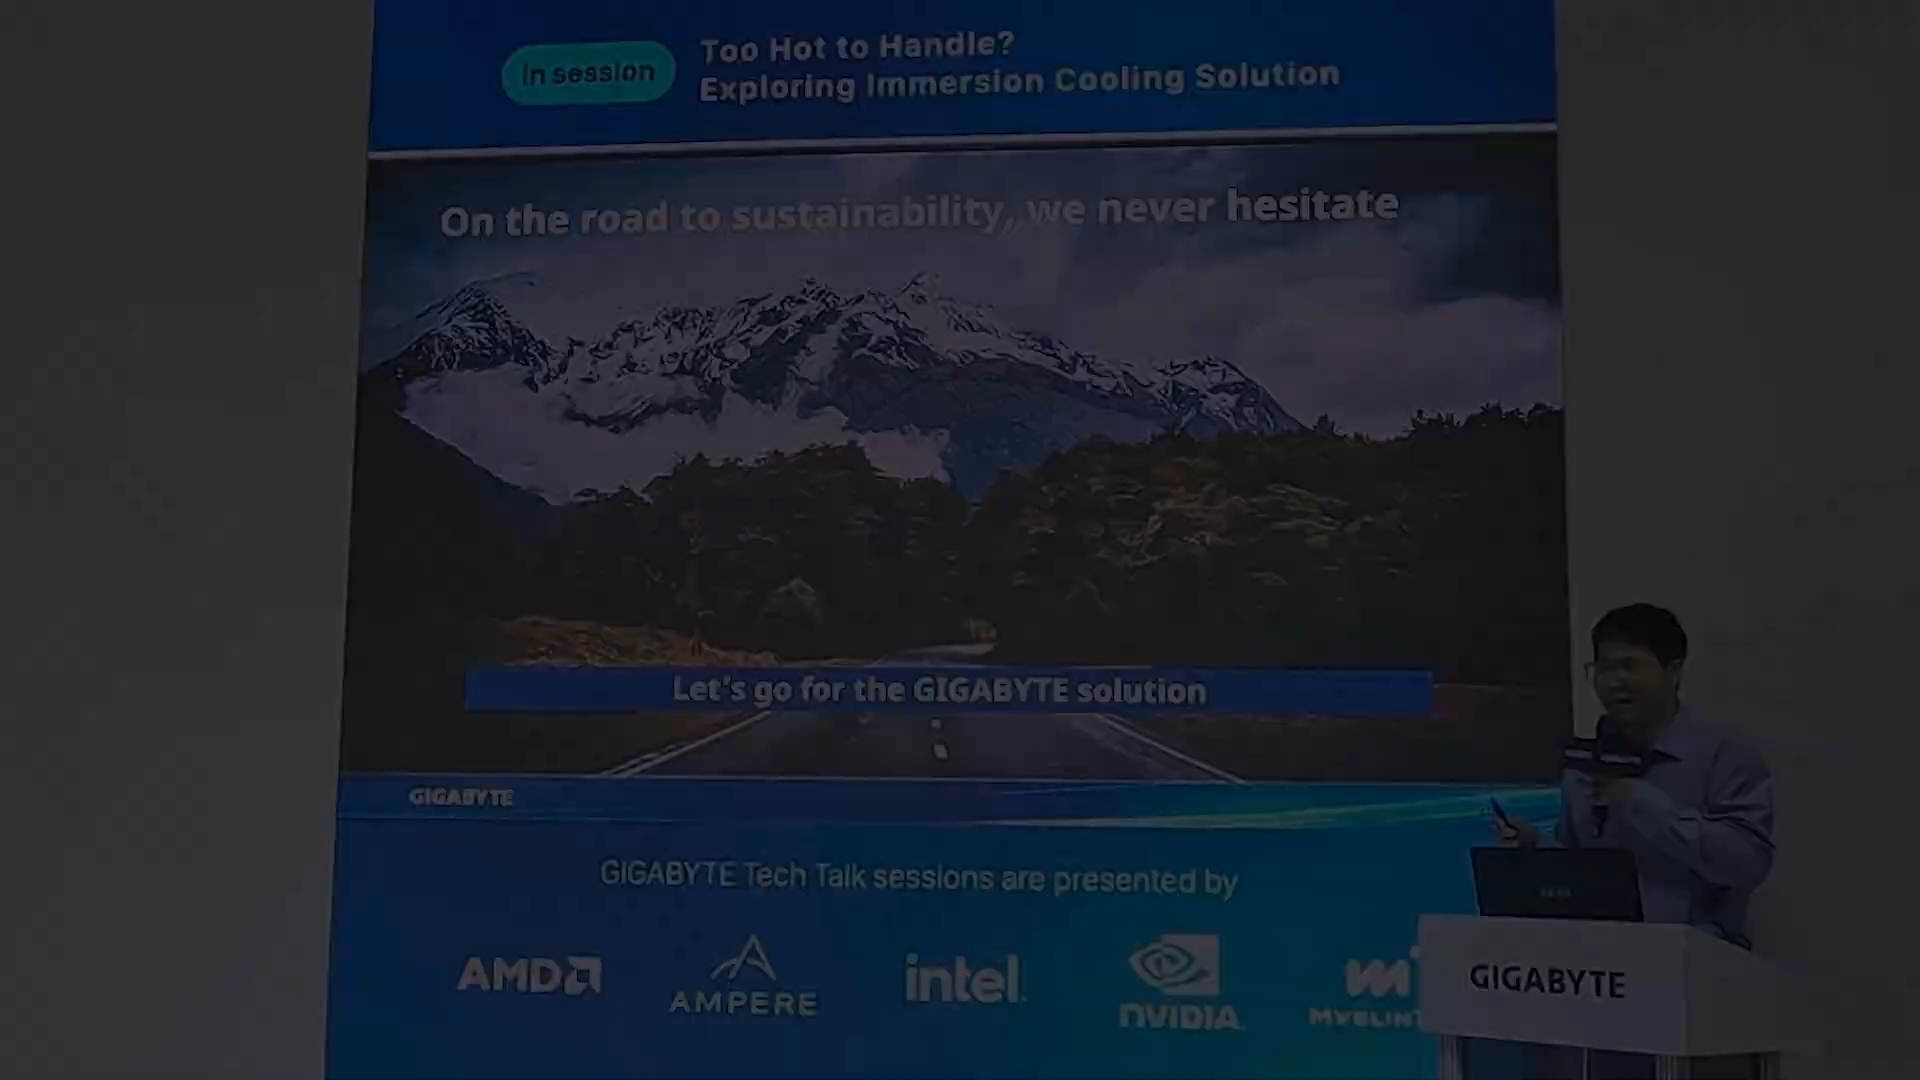 in session
Too Hot to Handle?
Exploring Immersion Cooling Solution
On the road to sustainability, we never hesitate
Let's go for the GIGABYTE solution
GIGABYTE
GIGABYTE Tech Talk sessions are presented by
AMD
AMPERE
intel.
NVIDIA
GIGABYTE